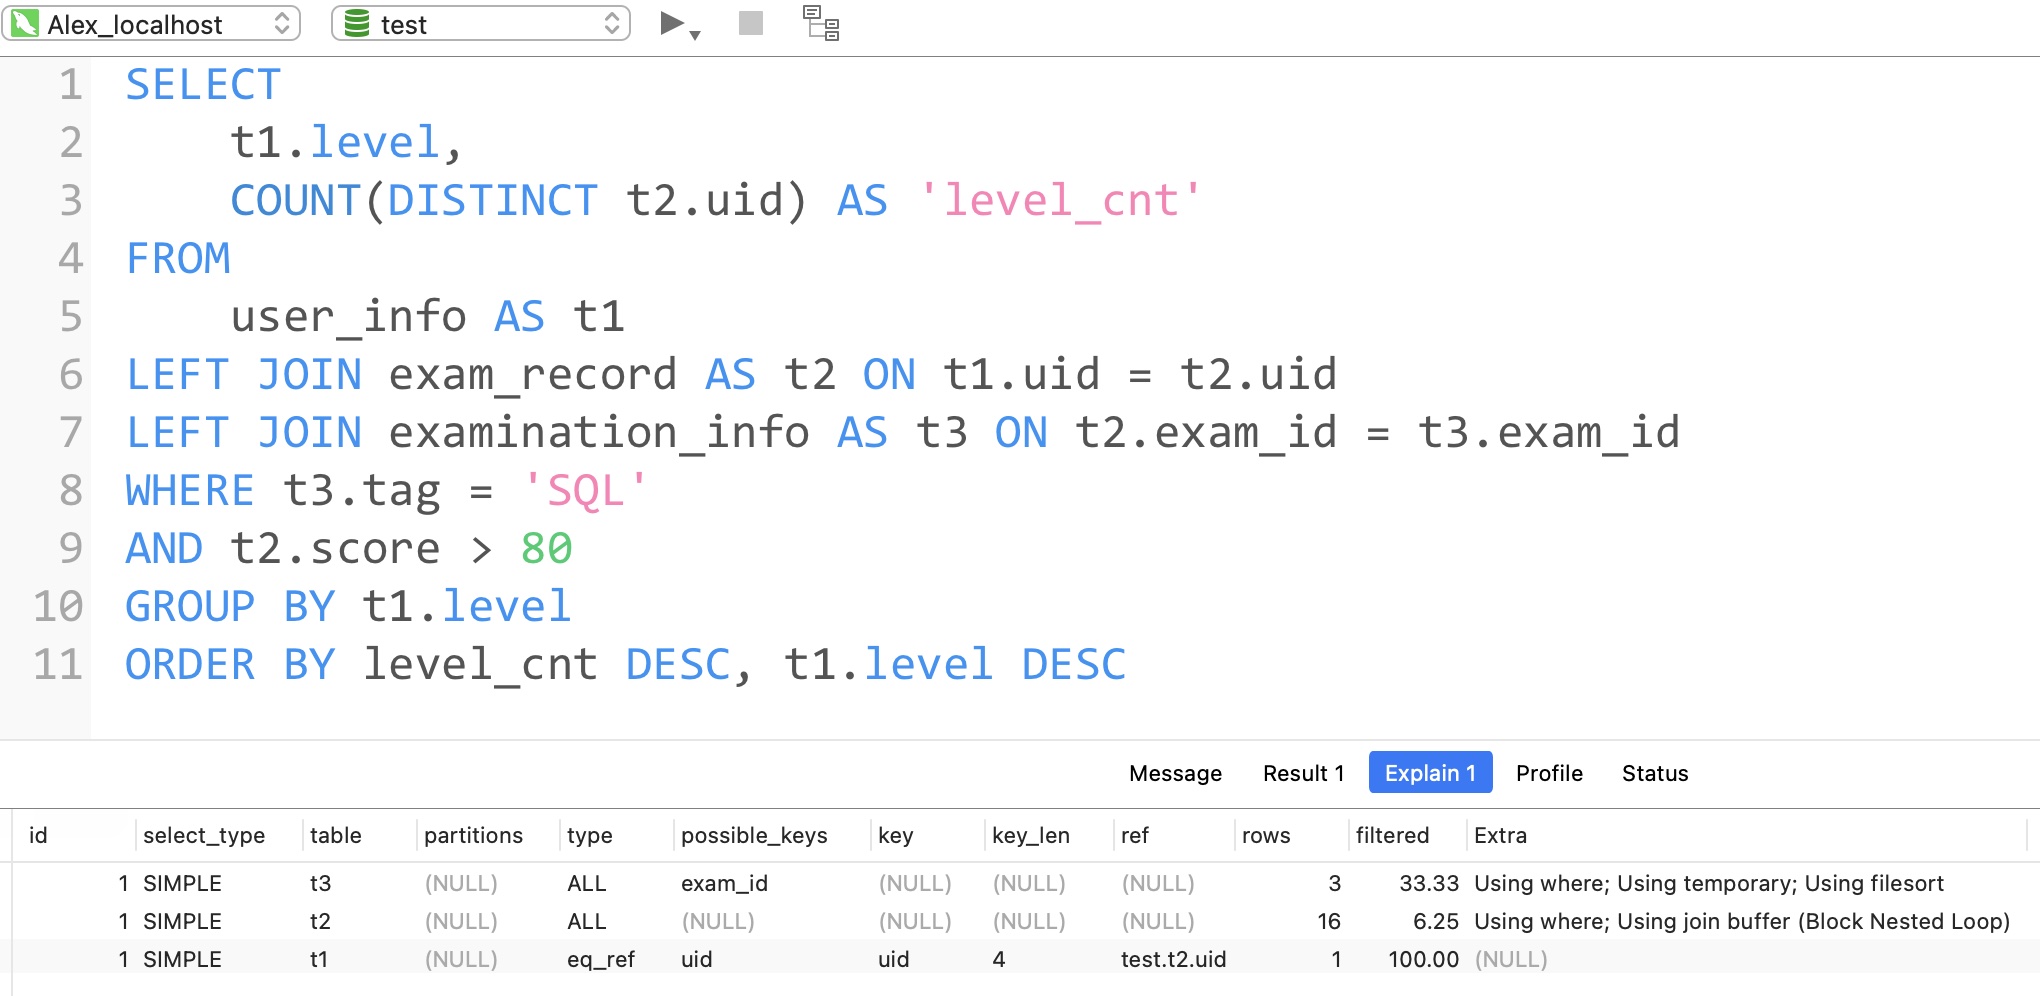 Alex_localhost test
1 SELECT
2 t1.level,
3 COUNT(DISTINCT t2.uid) AS 'level_cnt'
4 FROM
5 user_info AS t1
6 LEFT JOIN exam_record AS t2 ON t1.uid = t2.uid
7 LEFT JOIN examination_info AS t3 ON t2.exam_id = t3.exam_id
8 WHERE t3.tag = 'SQL'
9 AND t2.score > 80
10 GROUP BY t1.level
11 ORDER BY level_cnt DESC, t1.level DESC
Message Result 1 Explain 1 Profile Status
id select_type table partitions type possible_keys key key_len ref rows filtered Extra
1 SIMPLE t3 (NULL) ALL exam_id (NULL) (NULL) (NULL) 3 33.33 Using where; Using temporary; Using filesort
1 SIMPLE t2 (NULL) ALL (NULL) (NULL) (NULL) (NULL) 16 6.25 Using where; Using join buffer (Block Nested Loop)
1 SIMPLE t1 (NULL) eq_ref uid uid 4 test.t2.uid 1 100.00 (NULL)